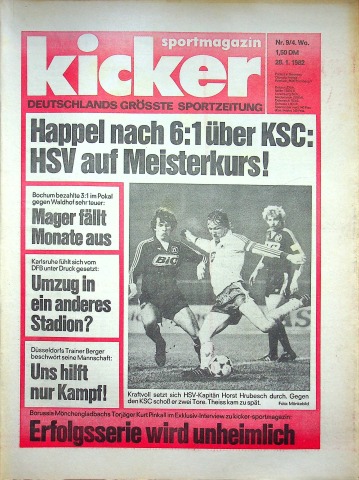 sportmagazin
kicker
Nr. 9/4. Wo.
1,50 DM
28. 1. 1982
DEUTSCHLANDS GRÖSSTE SPORTZEITUNG
Happel nach 6:1 über KSC:
HSV auf Meisterkurs!
Bochum bezahlte 3:1 im Pokal
gegen Waldhof sehr teuer:
Mager fällt
Monate aus
Karlsruhe fühlt sich vom
DFB unter Druck gesetzt:
Umzug in
ein anderes
Stadion?
Düsseldorfs Trainer Berger
beschwört seine Mannschaft:
Uns hilft
nur Kampf!
BIG
Kraftvoll setzt sich HSV-Kapitän Horst Hrubesch durch. Gegen
den KSC schoß er zwei Tore. Theiss kam zu spät.
Borussia Mönchengladbachs Torjäger Kurt Pinkall im Exklusiv-Interview zu kicker-sportmagazin:
Erfolgsserie wird unheimlich